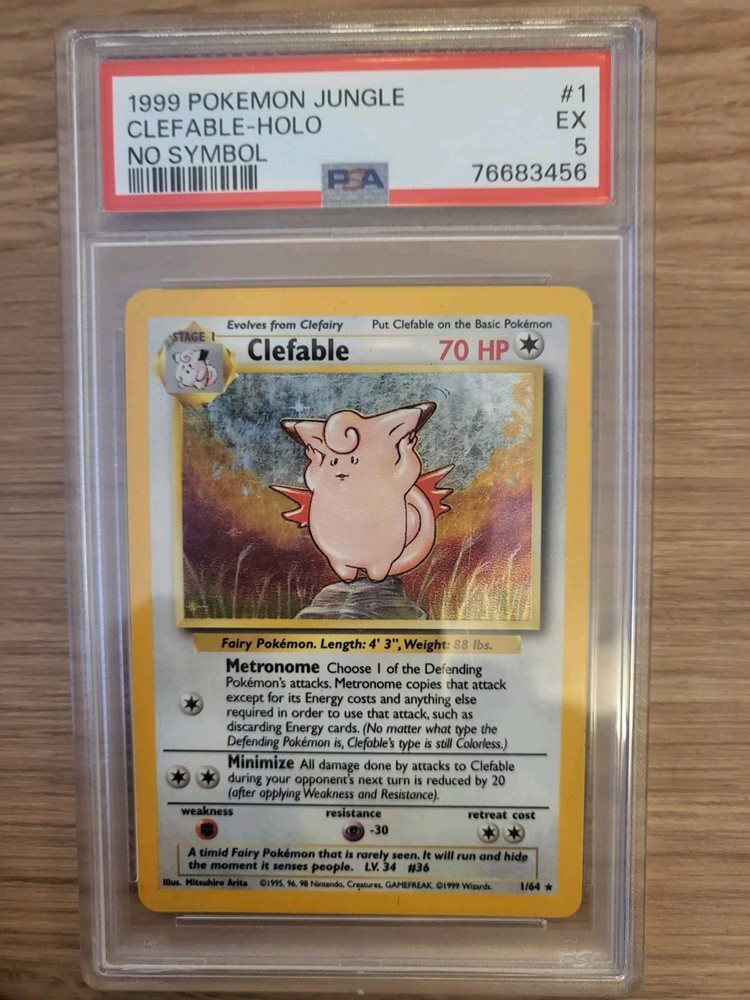 1999 POKEMON JUNGLE #1
CLEFABLE-HOLO EX
NO SYMBOL 5
PSA 76683456
STAGE 1 Evolves from Clefairy Put Clefable on the Basic Pokémon
Clefable 70 HP
Fairy Pokémon. Length: 4' 3", Weight: 88 lbs.
Metronome Choose 1 of the Defending
Pokémon's attacks. Metronome copies that attack
except for its Energy costs and anything else
required in order to use that attack, such as
discarding Energy cards. (No matter what type the
Defending Pokémon is, Clefable's type is still Colorless.)
Minimize All damage done by attacks to Clefable
during your opponent's next turn is reduced by 20
(after applying Weakness and Resistance).
weakness resistance retreat cost
-30
A timid Fairy Pokémon that is rarely seen. It will run and hide
the moment it senses people. LV. 34 #36
Illus. Mitsuhiro Arita ©1995, 96, 98 Nintendo, Creatures, GAMEFREAK. ©1999 Wizards. 1/64 ★